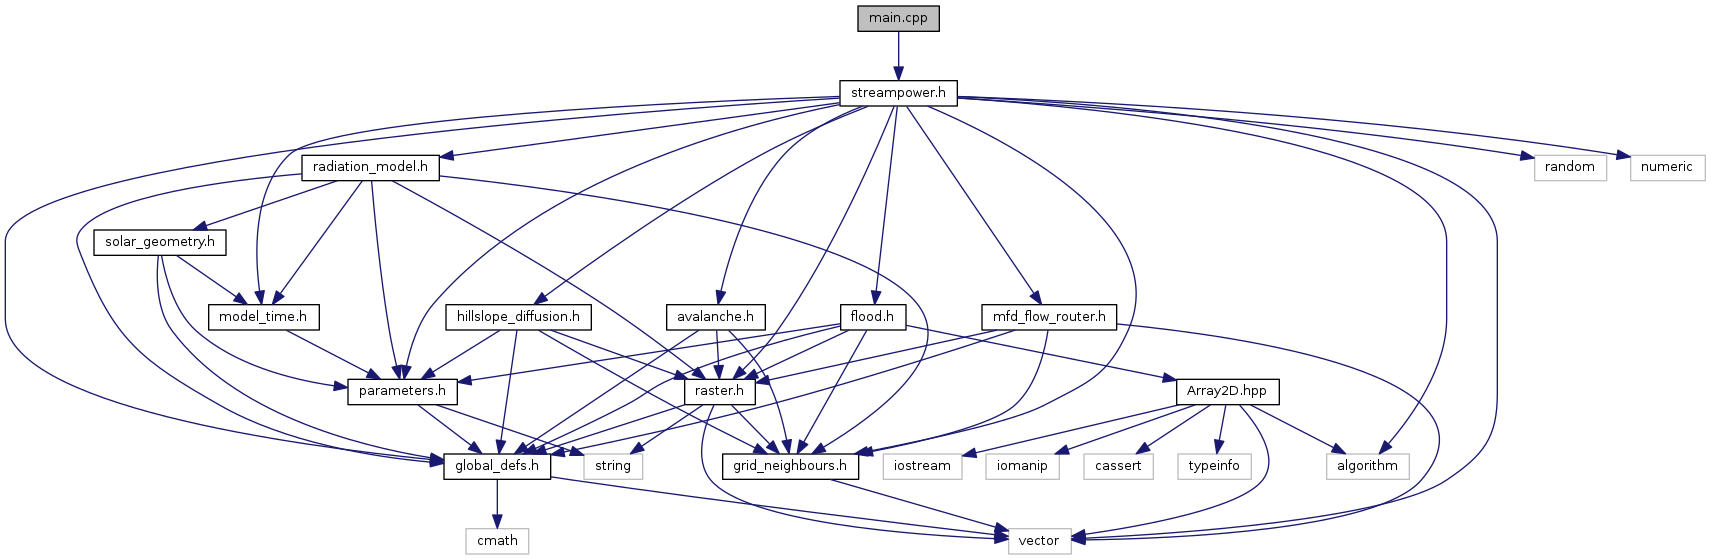 main.cpp
streampower.h
radiation_model.h
random
numeric
solar_geometry.h
model_time.h
hillslope_diffusion.h
avalanche.h
flood.h
mfd_flow_router.h
parameters.h
raster.h
Array2D.hpp
global_defs.h
string
grid_neighbours.h
iostream
iomanip
cassert
typeinfo
algorithm
cmath
vector